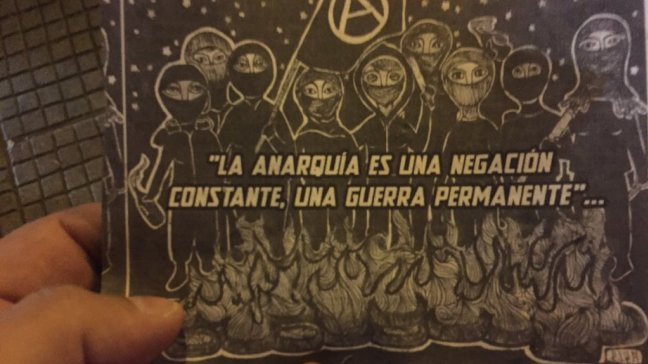 "LA ANARQUÍA ES UNA NEGACIÓN
CONSTANTE, UNA GUERRA PERMANENTE"...